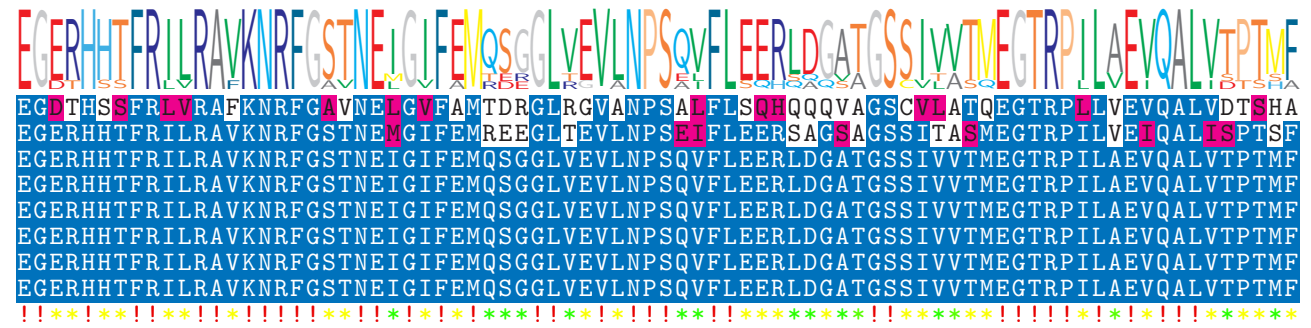 EGERHHTFRILRAVKNRFGSTNEIGIFEMQSGGLVEVLNPSQVFLEERLDGATGSSIVVTMEGTRPILAEVQALVTPTMF
EGDTHSSFRLVRAFKNRFGAVNELGVFAMTDRGLRGVANPSALFLSQHQQQVAGSCVLATQEGTRPLLVEVQALVDTSHA
EGERHHTFRILRAVKNRFGSTNEMGIFEMREEGLTEVLNPSEIFLEERSAGSAGSSITASMEGTRPILVEIQALISPTSF
EGERHHTFRILRAVKNRFGSTNEIGIFEMQSGGLVEVLNPSQVFLEERLDGATGSSIVVTMEGTRPILAEVQALVTPTMF
EGERHHTFRILRAVKNRFGSTNEIGIFEMQSGGLVEVLNPSQVFLEERLDGATGSSIVVTMEGTRPILAEVQALVTPTMF
EGERHHTFRILRAVKNRFGSTNEIGIFEMQSGGLVEVLNPSQVFLEERLDGATGSSIVVTMEGTRPILAEVQALVTPTMF
EGERHHTFRILRAVKNRFGSTNEIGIFEMQSGGLVEVLNPSQVFLEERLDGATGSSIVVTMEGTRPILAEVQALVTPTMF
EGERHHTFRILRAVKNRFGSTNEIGIFEMQSGGLVEVLNPSQVFLEERLDGATGSSIVVTMEGTRPILAEVQALVTPTMF
EGERHHTFRILRAVKNRFGSTNEIGIFEMQSGGLVEVLNPSQVFLEERLDGATGSSIVVTMEGTRPILAEVQALVTPTMF
!!**!**!!**!!*!!!!!**!!*!*!*!***!!**!*!!!**!!********!!******!!!!!*!*!*!!!******